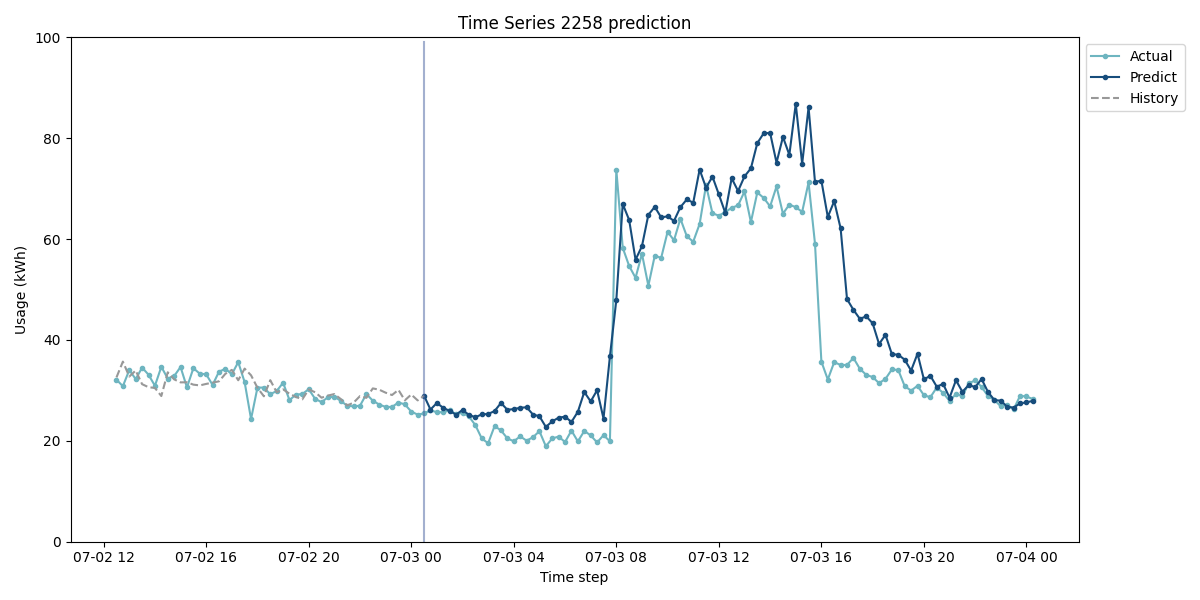 Time Series 2258 prediction
100
80
60
40
20
0
Usage (kWh)
07-02 12
07-02 16
07-02 20
07-03 00
07-03 04
07-03 08
07-03 12
07-03 16
07-03 20
07-04 00
Time step
Actual
Predict
History